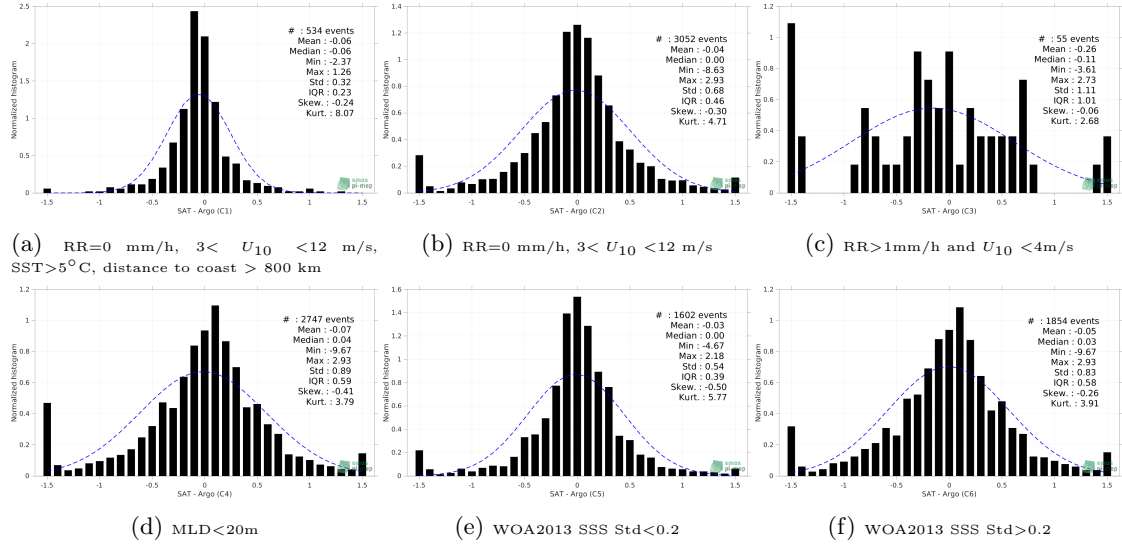 2.5
2
1.5
1
0.5
0
-1.5 -1 -0.5 0 0.5 1 1.5
Normalized histogram
SAT - Argo (C1)
# : 534 events
Mean : -0.06
Median : -0.06
Min : -2.37
Max : 1.26
Std : 0.32
IQR : 0.23
Skew. : -0.24
Kurt. : 8.07
smos
pi-mep
(a) RR=0 mm/h, 3< U10 <12 m/s,
SST>5°C, distance to coast > 800 km
1.4
1.2
1
0.8
0.6
0.4
0.2
0
-1.5 -1 -0.5 0 0.5 1 1.5
Normalized histogram
SAT - Argo (C2)
# : 3052 events
Mean : -0.04
Median : 0.00
Min : -8.63
Max : 2.93
Std : 0.68
IQR : 0.46
Skew. : -0.30
Kurt. : 4.71
smos
pi-mep
(b) RR=0 mm/h, 3< U10 <12 m/s
1.2
1
0.8
0.6
0.4
0.2
0
-1.5 -1 -0.5 0 0.5 1 1.5
Normalized histogram
SAT - Argo (C3)
# : 55 events
Mean : -0.26
Median : -0.11
Min : -3.61
Max : 2.73
Std : 1.11
IQR : 1.01
Skew. : -0.06
Kurt. : 2.68
smos
pi-mep
(c) RR>1mm/h and U10 <4m/s
1.2
1
0.8
0.6
0.4
0.2
0
-1.5 -1 -0.5 0 0.5 1 1.5
Normalized histogram
SAT - Argo (C4)
# : 2747 events
Mean : -0.07
Median : 0.04
Min : -9.67
Max : 2.93
Std : 0.89
IQR : 0.59
Skew. : -0.41
Kurt. : 3.79
smos
pi-mep
(d) MLD<20m
1.6
1.4
1.2
1
0.8
0.6
0.4
0.2
0
-1.5 -1 -0.5 0 0.5 1 1.5
Normalized histogram
SAT - Argo (C5)
# : 1602 events
Mean : -0.03
Median : 0.00
Min : -4.67
Max : 2.18
Std : 0.54
IQR : 0.39
Skew. : -0.50
Kurt. : 5.77
smos
pi-mep
(e) WOA2013 SSS Std<0.2
1.2
1
0.8
0.6
0.4
0.2
0
-1.5 -1 -0.5 0 0.5 1 1.5
Normalized histogram
SAT - Argo (C6)
# : 1854 events
Mean : -0.05
Median : 0.03
Min : -9.67
Max : 2.93
Std : 0.83
IQR : 0.58
Skew. : -0.26
Kurt. : 3.91
smos
pi-mep
(f) WOA2013 SSS Std>0.2